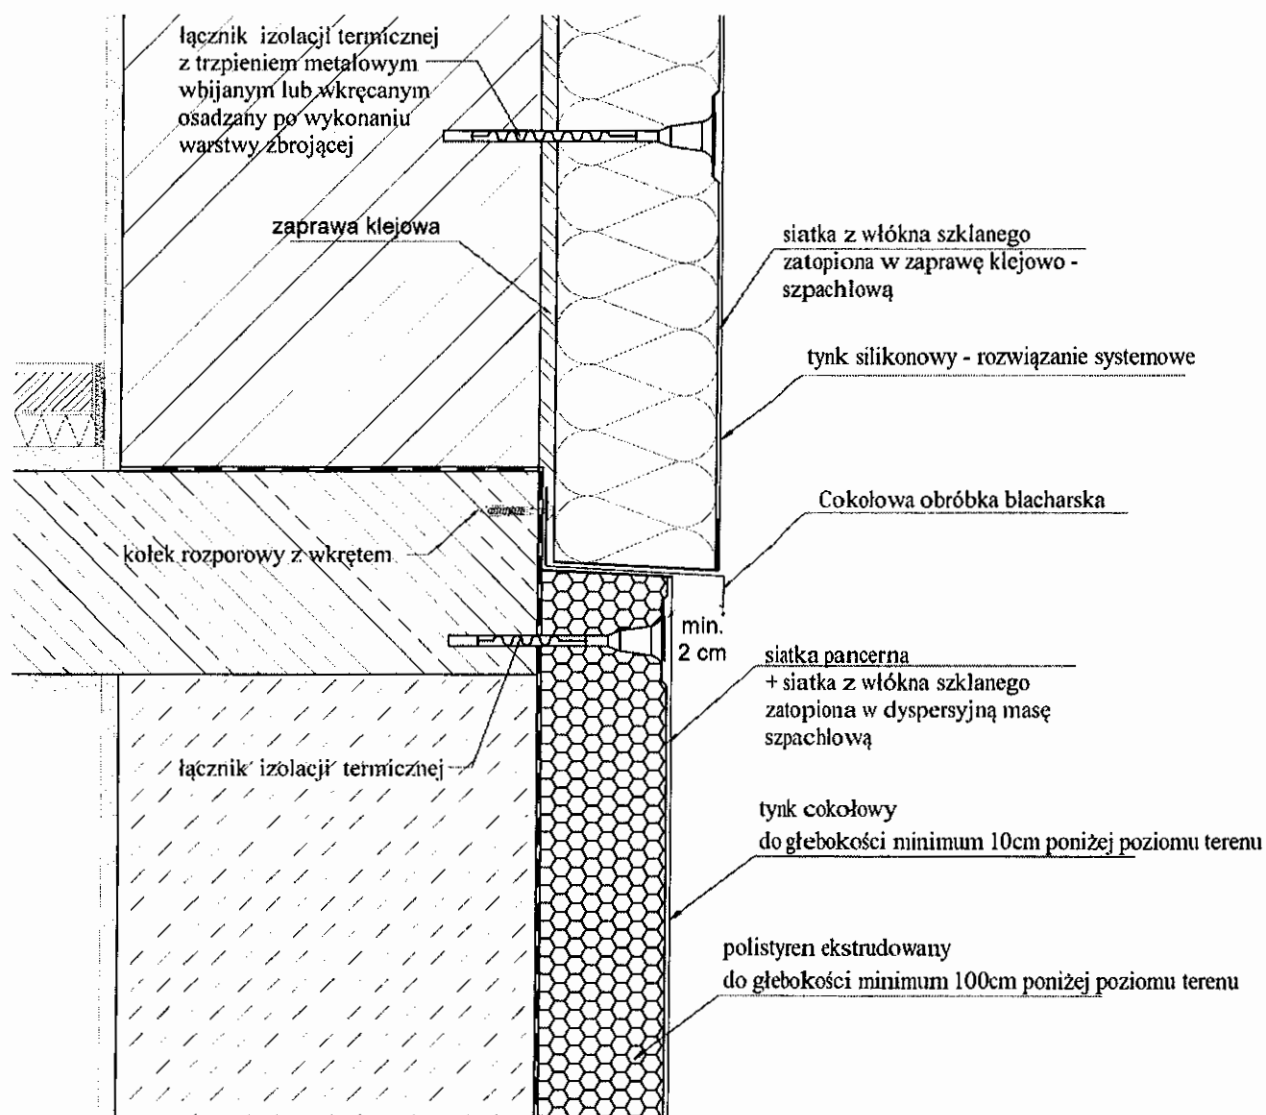 łącznik izolacji termicznej
z trzpieniem metalowym
wbijanym lub wkręcanym
osadzany po wykonaniu
warstwy zbrojącej
zaprawa klejowa
siatka z włókna szklanego
zatopiona w zaprawę klejowo -
szpachlową
tynk silikonowy - rozwiązanie systemowe
Cokołowa obróbka blacharska
kołek rozporowy z wkrętem
min.
2 cm
siatka pancerna
+ siatka z włókna szklanego
zatopiona w dyspersyjną masę
szpachlową
łącznik izolacji termicznej
tynk cokołowy
do głebokości minimum 10cm poniżej poziomu terenu
polistyren ekstrudowany
do głebokości minimum 100cm poniżej poziomu terenu